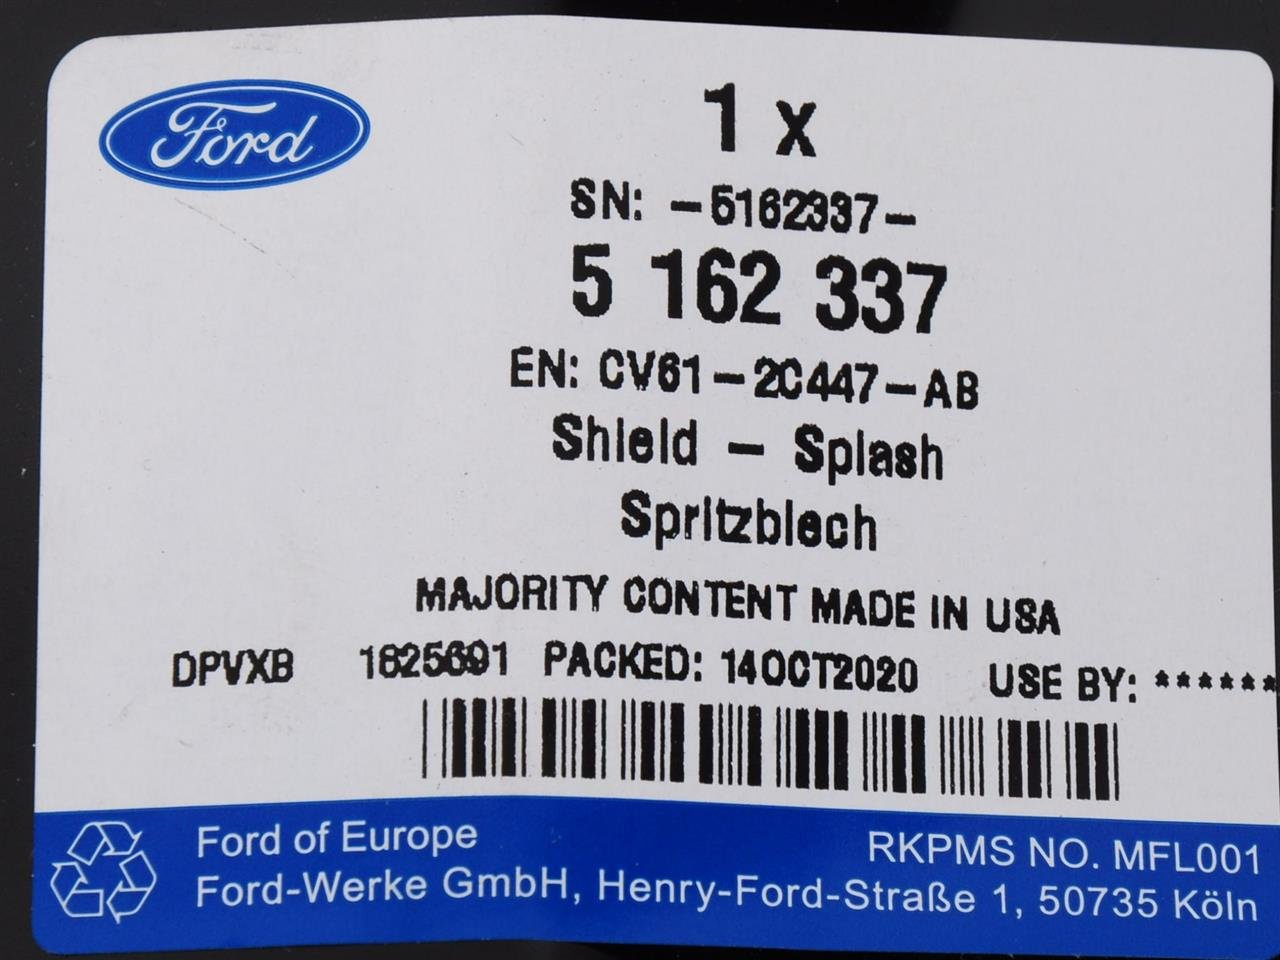 Ford
1 x
SN: -5162337-
5 162 337
EN: CV61-2C447-AB
Shield - Splash
Spritzblech
MAJORITY CONTENT MADE IN USA
DPVXB 1625691 PACKED: 14OCT2020 USE BY: ******
Ford of Europe RKPMS NO. MFL001
Ford-Werke GmbH, Henry-Ford-Straße 1, 50735 Köln